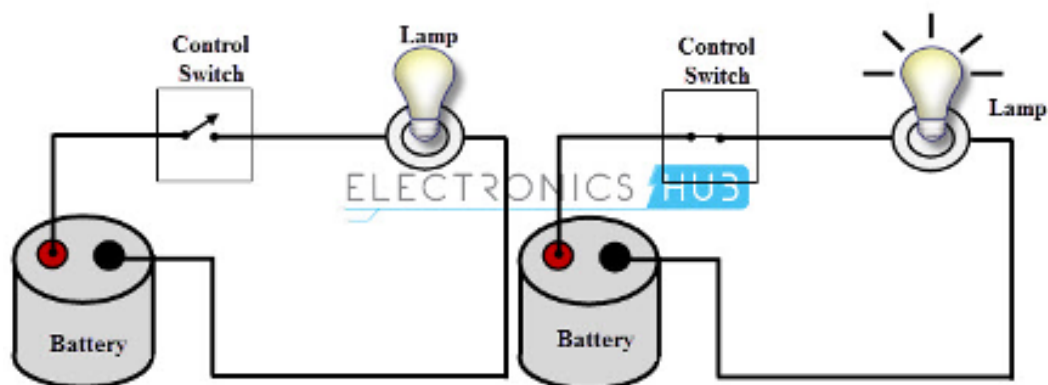 Control
Switch
Lamp
Battery
Control
Switch
Lamp
Battery
ELECTRONICS HUB